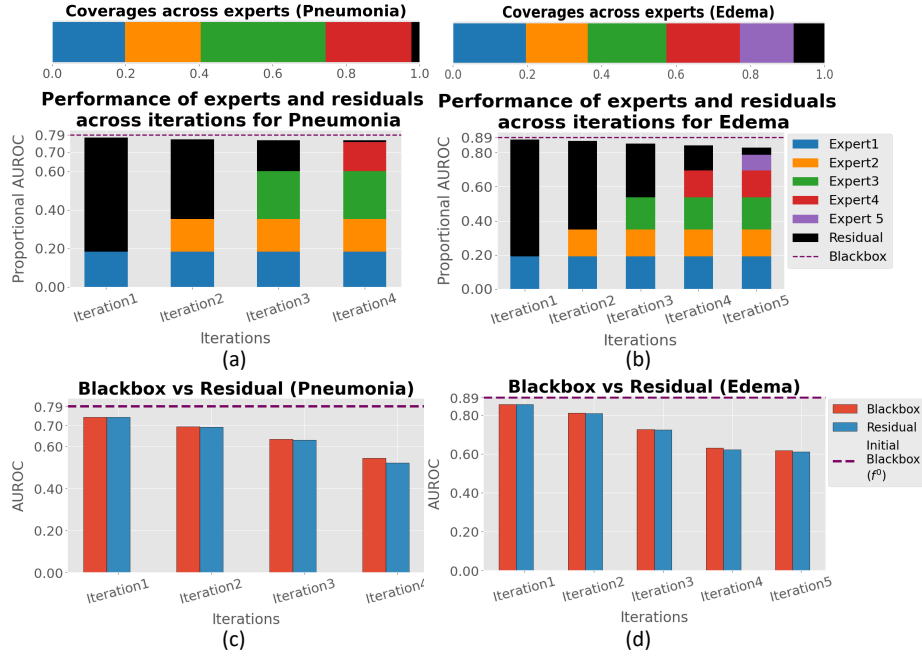 Coverages across experts (Pneumonia)
0.0 0.2 0.4 0.6 0.8 1.0
Performance of experts and residuals
across iterations for Pneumonia
Proportional AUROC
0.79
0.70
0.60
0.40
0.20
0.00
Iteration1 Iteration2 Iteration3 Iteration4
Iterations
(a)
Coverages across experts (Edema)
0.0 0.2 0.4 0.6 0.8 1.0
Performance of experts and residuals
across iterations for Edema
Proportional AUROC
0.89
0.80
0.60
0.40
0.20
0.00
Iteration1 Iteration2 Iteration3 Iteration4 Iteration5
Iterations
(b)
Expert1
Expert2
Expert3
Expert4
Expert 5
Residual
Blackbox
Blackbox vs Residual (Pneumonia)
AUROC
0.79
0.70
0.60
0.40
0.20
0.00
Iteration1 Iteration2 Iteration3 Iteration4
Iterations
(c)
Blackbox vs Residual (Edema)
AUROC
0.89
0.80
0.60
0.40
0.20
0.00
Iteration1 Iteration2 Iteration3 Iteration4 Iteration5
Iterations
(d)
Blackbox
Residual
Initial
Blackbox
(f⁰)